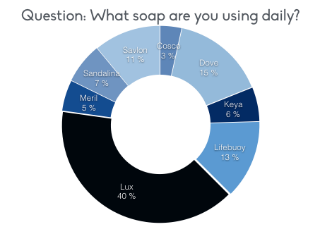 Question: What soap are you using daily?
Cosco
3 %
Dove
15 %
Keya
6 %
Lifebuoy
13 %
Lux
40 %
Meril
5 %
Sandalina
7 %
Savlon
11 %